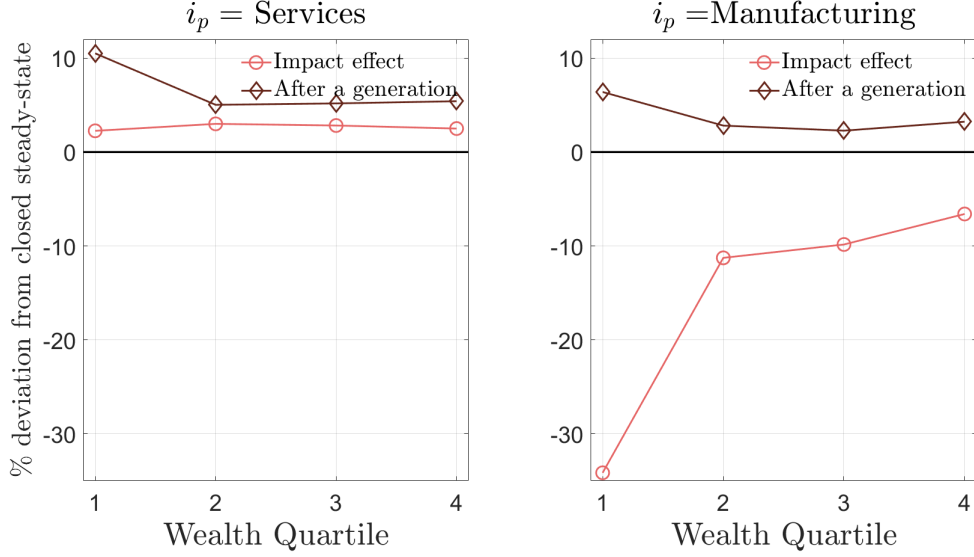 i_p = Services
i_p =Manufacturing
% deviation from closed steady-state
10
0
-10
-20
-30
Impact effect
After a generation
1 2 3 4
Wealth Quartile
10
0
-10
-20
-30
Impact effect
After a generation
1 2 3 4
Wealth Quartile